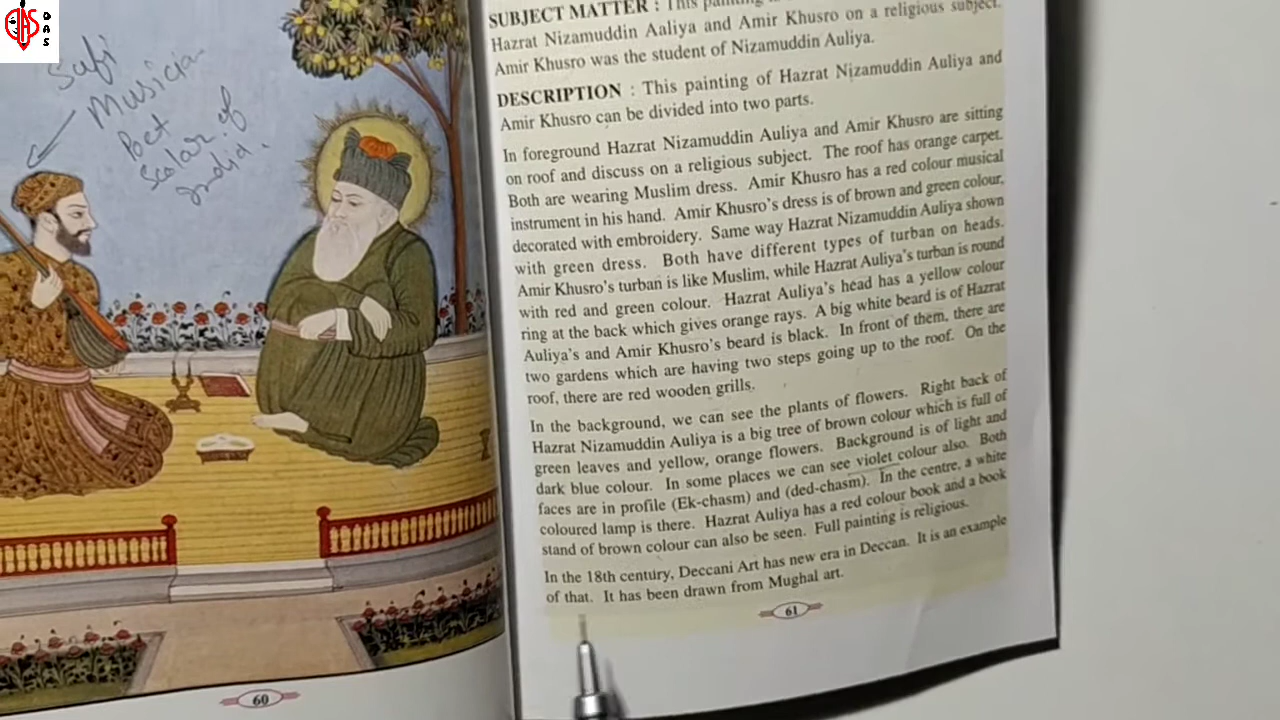 DAS
Sufi
Musician
Poet
Scalar of
India.
60
SUBJECT MATTER : This
Hazrat Nizamuddin Aaliya and Amir Khusro on a religious subject.
Amir Khusro was the student of Nizamuddin Auliya.
DESCRIPTION : This painting of Hazrat Nizamuddin Auliya and
Amir Khusro can be divided into two parts.
In foreground Hazrat Nizamuddin Auliya and Amir Khusro are sitting
on roof and discuss on a religious subject. The roof has orange carpet.
Both are wearing Muslim dress. Amir Khusro has a red colour musical
instrument in his hand. Amir Khusro's dress is of brown and green colour,
decorated with embroidery. Same way Hazrat Nizamuddin Auliya shown
with green dress. Both have different types of turban on heads.
Amir Khusro's turban is like Muslim, while Hazrat Auliya's turban is round
with red and green colour. Hazrat Auliya's head has a yellow colour
ring at the back which gives orange rays. A big white beard is of Hazrat
Auliya's and Amir Khusro's beard is black. In front of them, there are
two gardens which are having two steps going up to the roof. On the
roof, there are red wooden grills.
In the background, we can see the plants of flowers. Right back of
Hazrat Nizamuddin Auliya is a big tree of brown colour which is full of
green leaves and yellow, orange flowers. Background is of light and
dark blue colour. In some places we can see violet colour also. Both
faces are in profile (Ek-chasm) and (ded-chasm). In the centre, a white
coloured lamp is there. Hazrat Auliya has a red colour book and a book
stand of brown colour can also be seen. Full painting is religious.
In the 18th century, Deccani Art has new era in Deccan. It is an example
of that. It has been drawn from Mughal art.
61